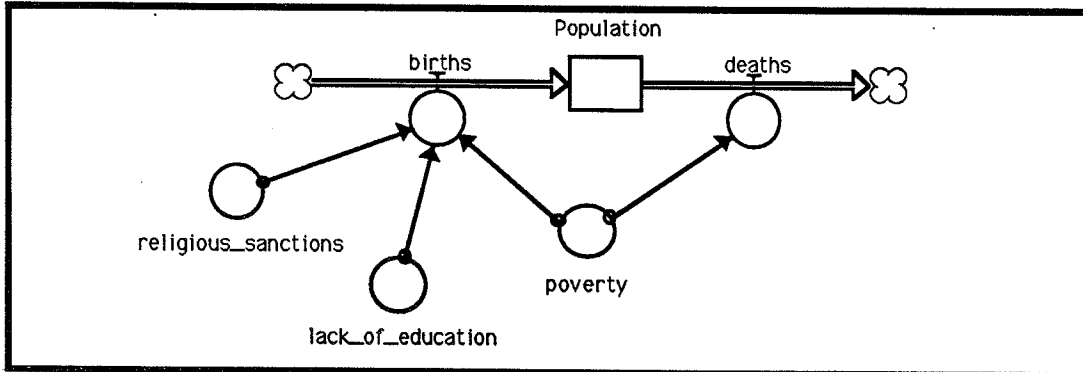 Population
births
deaths
religious_sanctions
poverty
lack_of_education